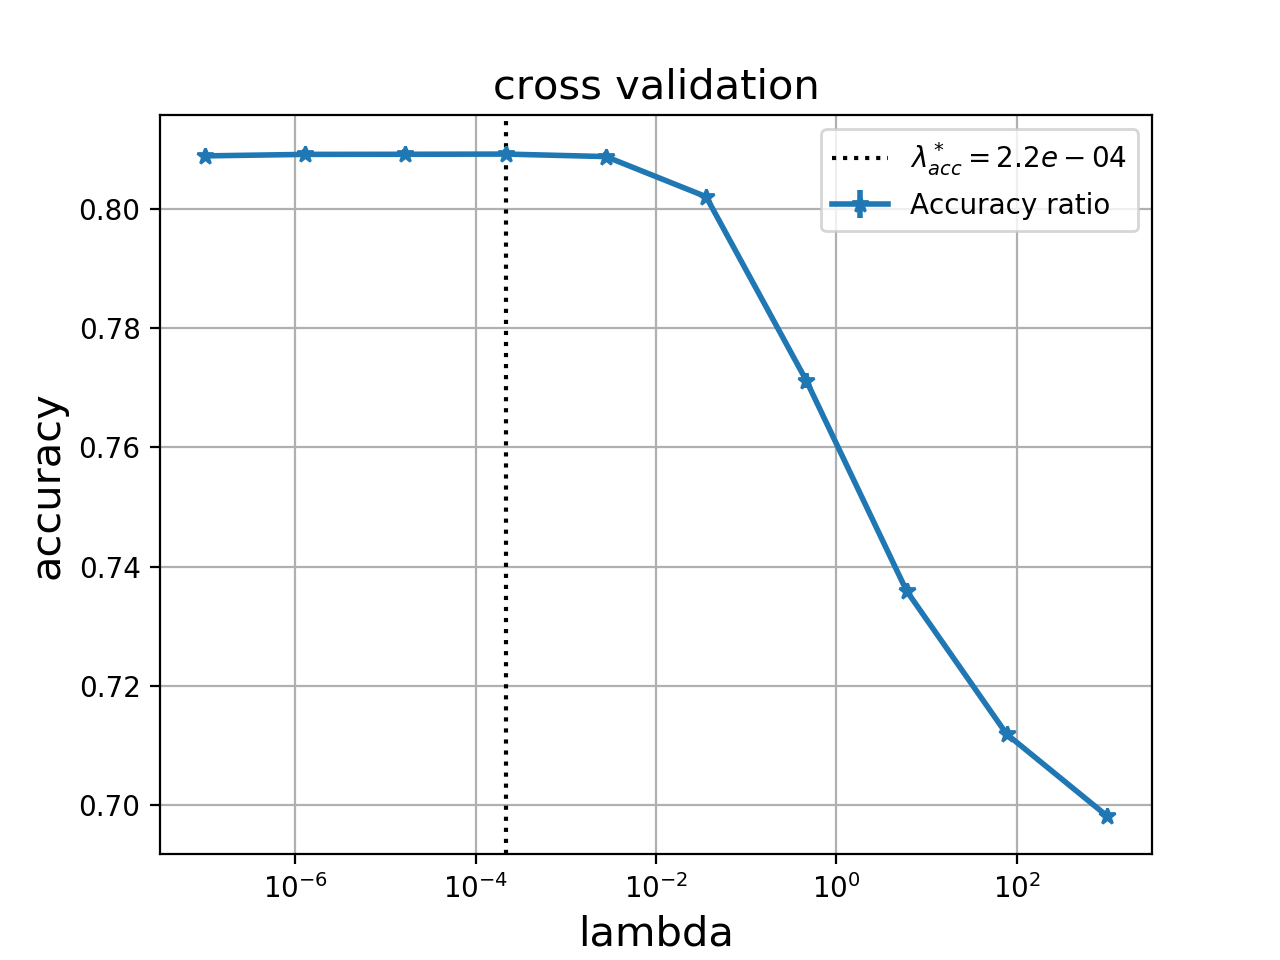 cross validation
λ*acc = 2.2e − 04
Accuracy ratio
accuracy
0.80
0.78
0.76
0.74
0.72
0.70
10⁻⁶ 10⁻⁴ 10⁻² 10⁰ 10²
lambda